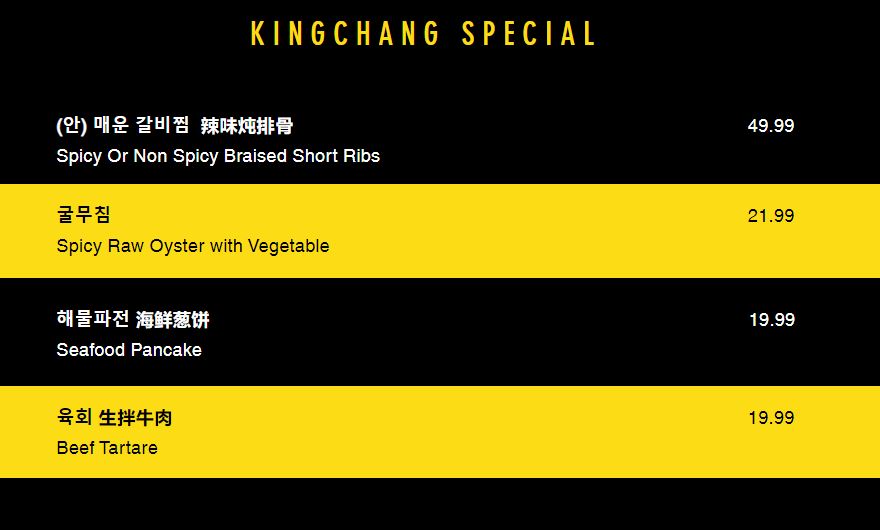 KINGCHANG SPECIAL
(안) 매운 갈비찜 辣味炖排骨 49.99
Spicy Or Non Spicy Braised Short Ribs
굴무침 21.99
Spicy Raw Oyster with Vegetable
해물파전 海鲜葱饼 19.99
Seafood Pancake
육회 生拌牛肉 19.99
Beef Tartare